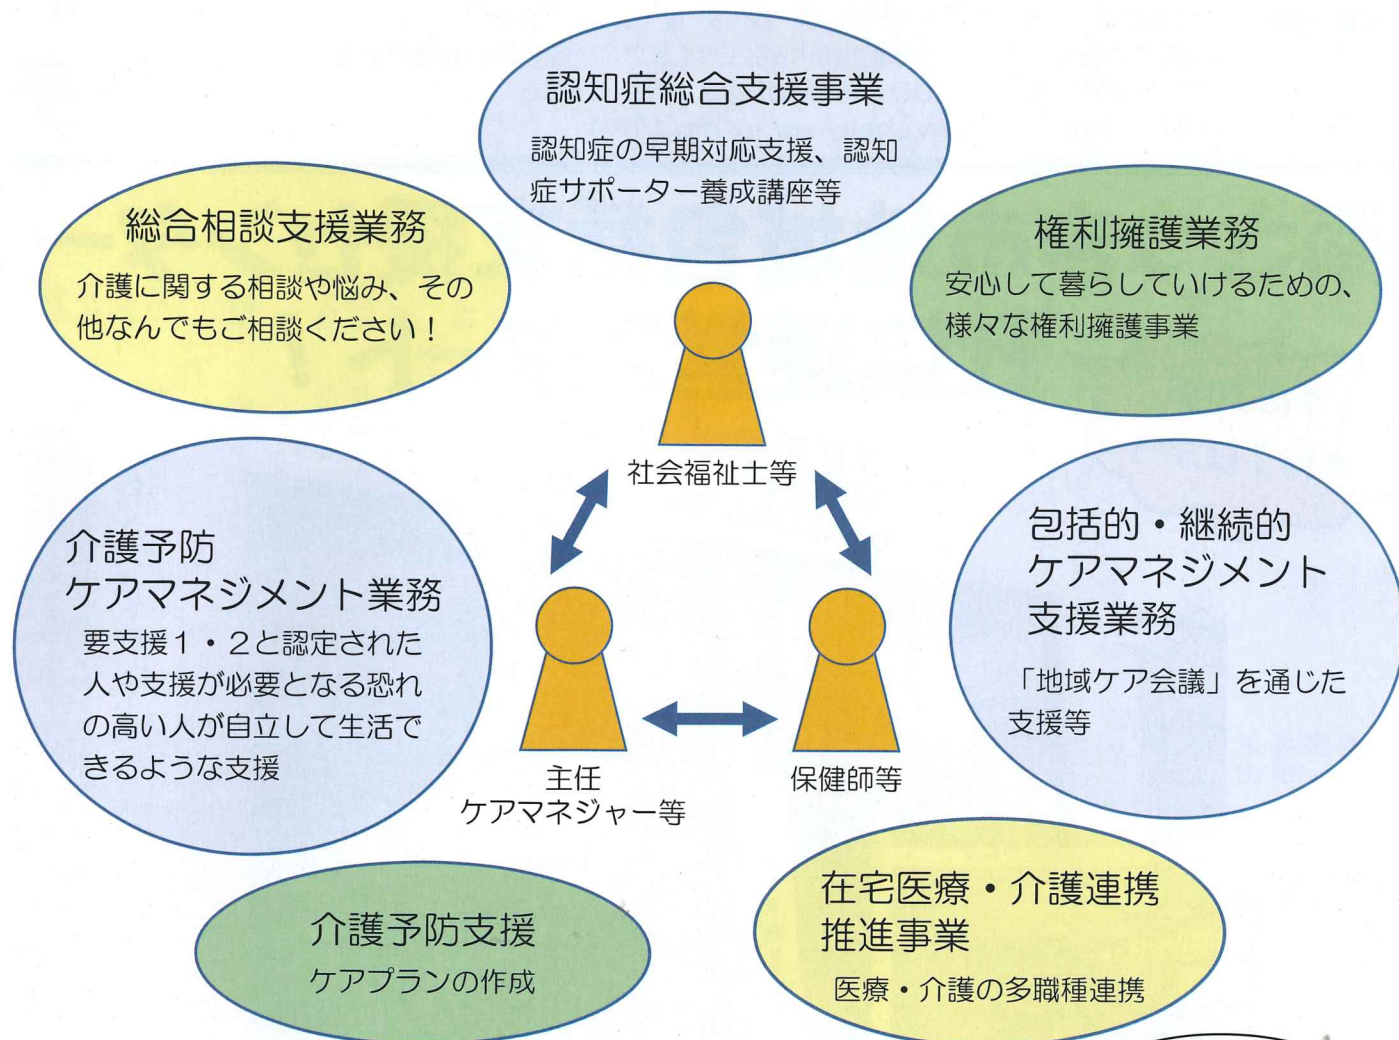 認知症総合支援事業
認知症の早期対応支援、認知
症サポーター養成講座等
総合相談支援業務
介護に関する相談や悩み、その
他なんでもご相談ください！
権利擁護業務
安心して暮らしていけるための、
様々な権利擁護事業
社会福祉士等
介護予防
ケアマネジメント業務
要支援１・２と認定された
人や支援が必要となる恐れ
の高い人が自立して生活で
きるような支援
包括的・継続的
ケアマネジメント
支援業務
「地域ケア会議」を通じた
支援等
主任
ケアマネジャー等
保健師等
介護予防支援
ケアプランの作成
在宅医療・介護連携
推進事業
医療・介護の多職種連携